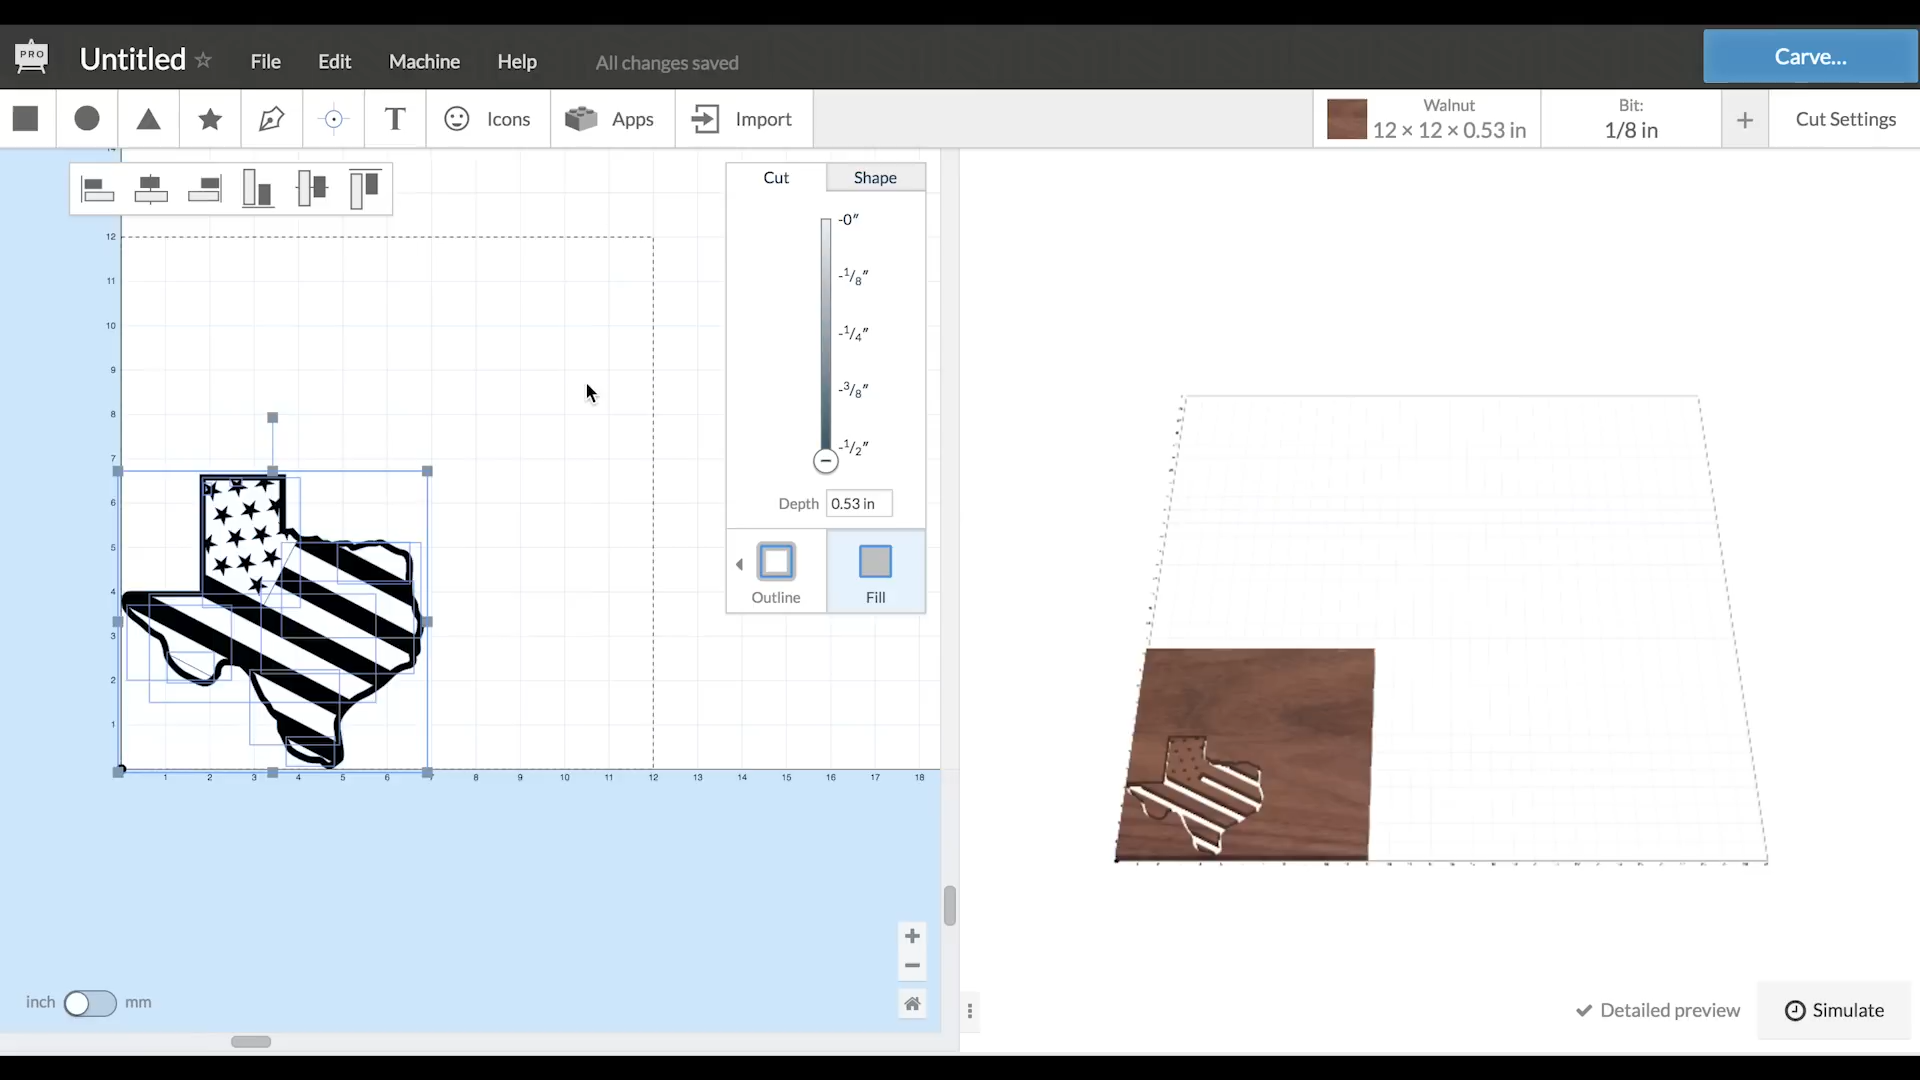 PRO
Untitled File Edit Machine Help All changes saved Carve...
T Icons Apps Import
Walnut
12 × 12 × 0.53 in
Bit:
1/8 in
+
Cut Settings
Cut Shape
-0"
-1/8"
-1/4"
-3/8"
-1/2"
Depth 0.53 in
Outline Fill
14
12
11
10
9
8
7
6
5
4
3
2
1
1 2 3 4 5 6 7 8 9 10 11 12 13 14 15 16 17 18
inch mm
Detailed preview Simulate